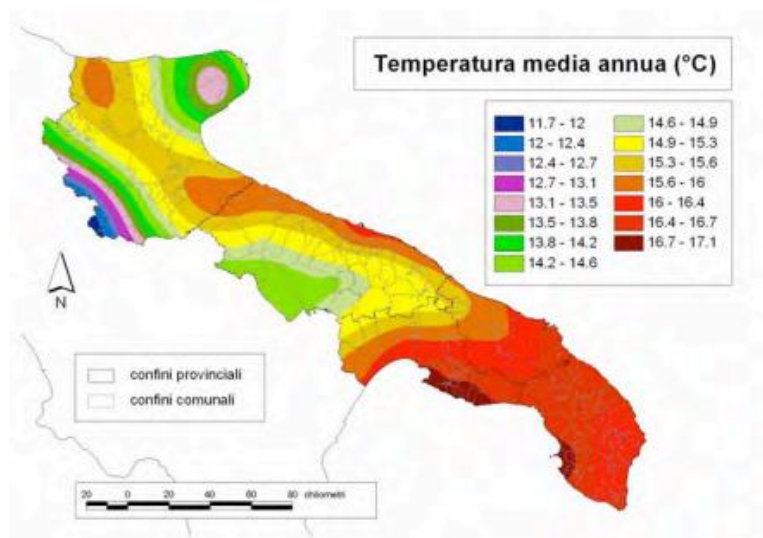 Temperatura media annua (°C)
11.7 - 12
12 - 12.4
12.4 - 12.7
12.7 - 13.1
13.1 - 13.5
13.5 - 13.8
13.8 - 14.2
14.2 - 14.6
14.6 - 14.9
14.9 - 15.3
15.3 - 15.6
15.6 - 16
16 - 16.4
16.4 - 16.7
16.7 - 17.1
N
confini provinciali
confini comunali
20 0 20 40 60 80 chilometri